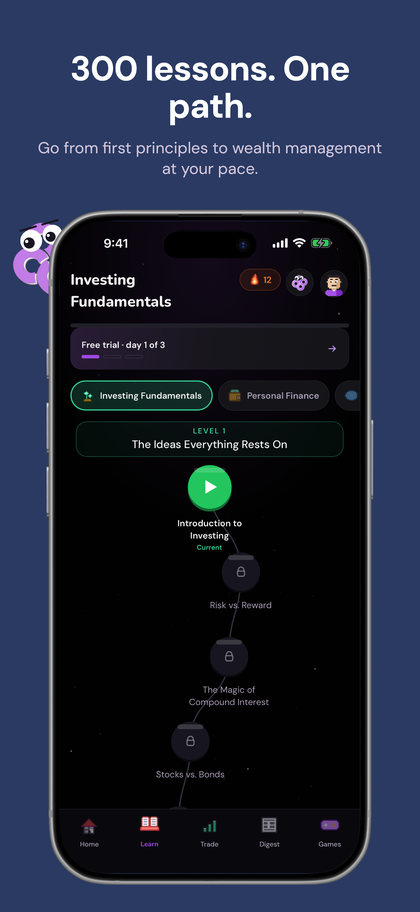 300 lessons. One
path.
Go from first principles to wealth management
at your pace.
9:41
Investing
Fundamentals
12
Free trial · day 1 of 3
Investing Fundamentals
Personal Finance
LEVEL 1
The Ideas Everything Rests On
Introduction to
Investing
Current
Risk vs. Reward
The Magic of
Compound Interest
Stocks vs. Bonds
Home
Learn
Trade
Digest
Games